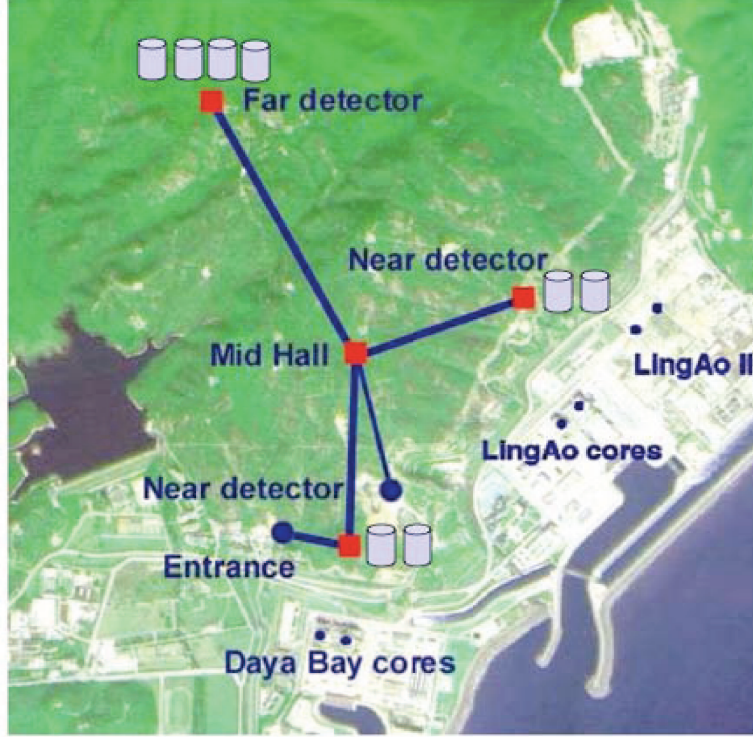 Far detector
Near detector
Mid Hall
LingAo II
LingAo cores
Near detector
Entrance
Daya Bay cores